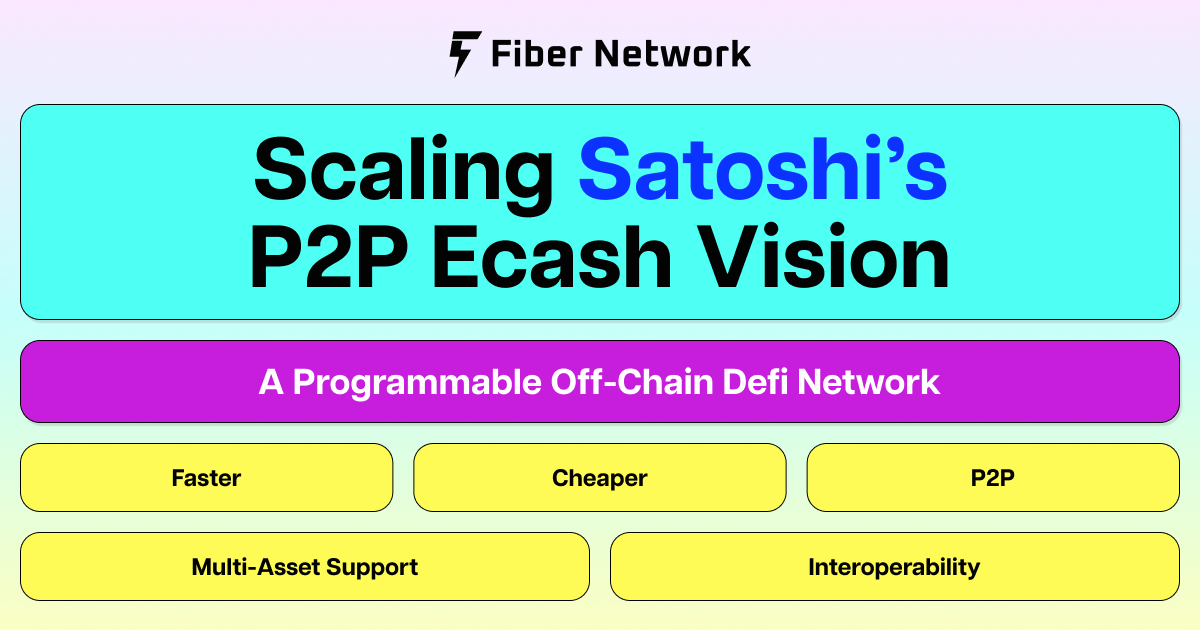 Fiber Network
Scaling Satoshi’s
P2P Ecash Vision
A Programmable Off-Chain Defi Network
Faster
Cheaper
P2P
Multi-Asset Support
Interoperability